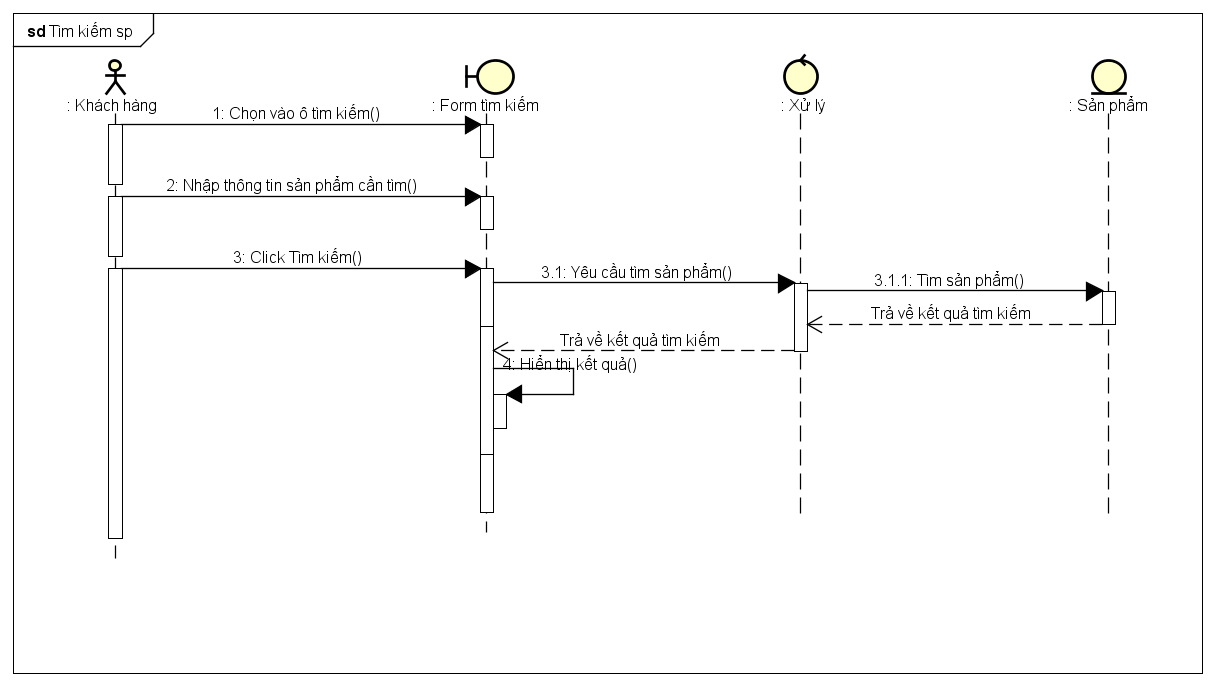 sd Tìm kiếm sp
: Khách hàng
: Form tìm kiếm
: Xử lý
: Sản phẩm
1: Chọn vào ô tìm kiếm()
2: Nhập thông tin sản phẩm cần tìm()
3: Click Tìm kiếm()
3.1: Yêu cầu tìm sản phẩm()
3.1.1: Tìm sản phẩm()
Trả về kết quả tìm kiếm
Trả về kết quả tìm kiếm
4: Hiển thị kết quả()